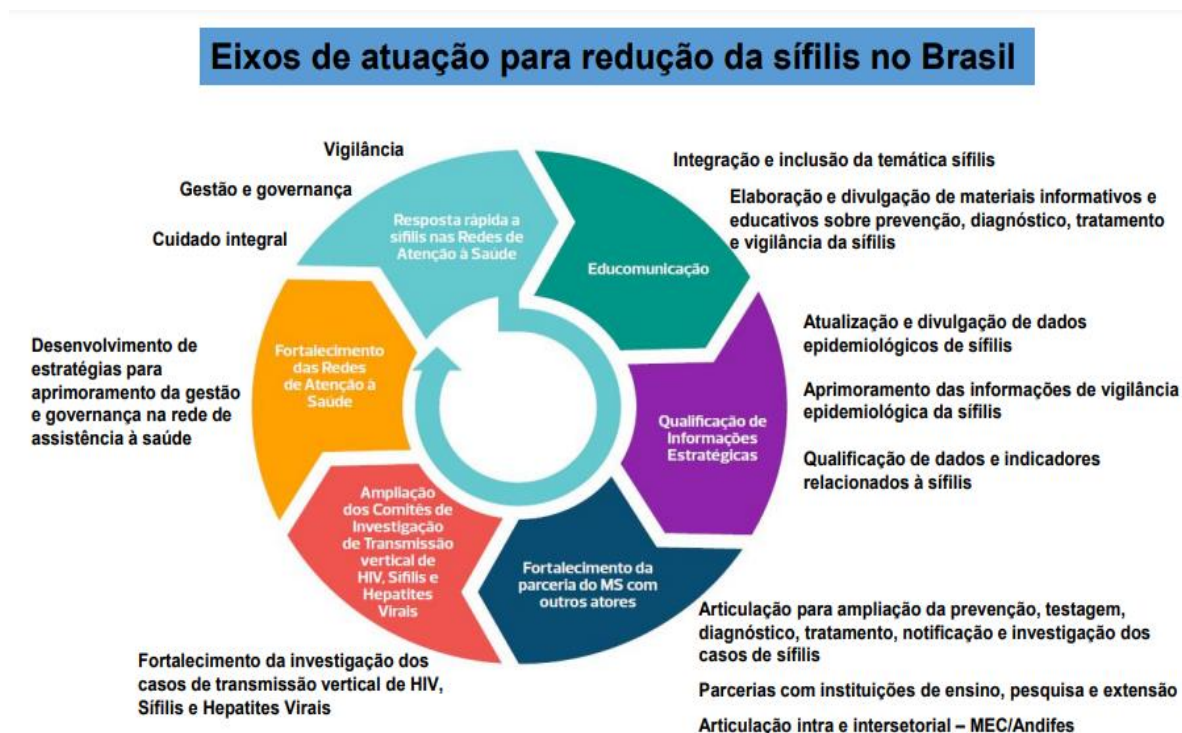 Eixos de atuação para redução da sífilis no Brasil
Vigilância
Gestão e governança
Cuidado integral
Resposta rápida a
sífilis nas Redes de
Atenção à Saúde
Integração e inclusão da temática sífilis
Elaboração e divulgação de materiais informativos e
educativos sobre prevenção, diagnóstico, tratamento
e vigilância da sífilis
Educomunicação
Atualização e divulgação de dados
epidemiológicos de sífilis
Aprimoramento das informações de vigilância
epidemiológica da sífilis
Qualificação de dados e indicadores
relacionados à sífilis
Qualificação de
Informações
Estratégicas
Fortalecimento da
parceria do MS com
outros atores
Articulação para ampliação da prevenção, testagem,
diagnóstico, tratamento, notificação e investigação dos
casos de sífilis
Parcerias com instituições de ensino, pesquisa e extensão
Articulação intra e intersetorial – MEC/Andifes
Ampliação
dos Comitês de
Investigação
de Transmissão
vertical de
HIV, Sífilis e
Hepatites
Virais
Fortalecimento da investigação dos
casos de transmissão vertical de HIV,
Sífilis e Hepatites Virais
Fortalecimento
das Redes
de Atenção à
Saúde
Desenvolvimento de
estratégias para
aprimoramento da gestão
e governança na rede de
assistência à saúde